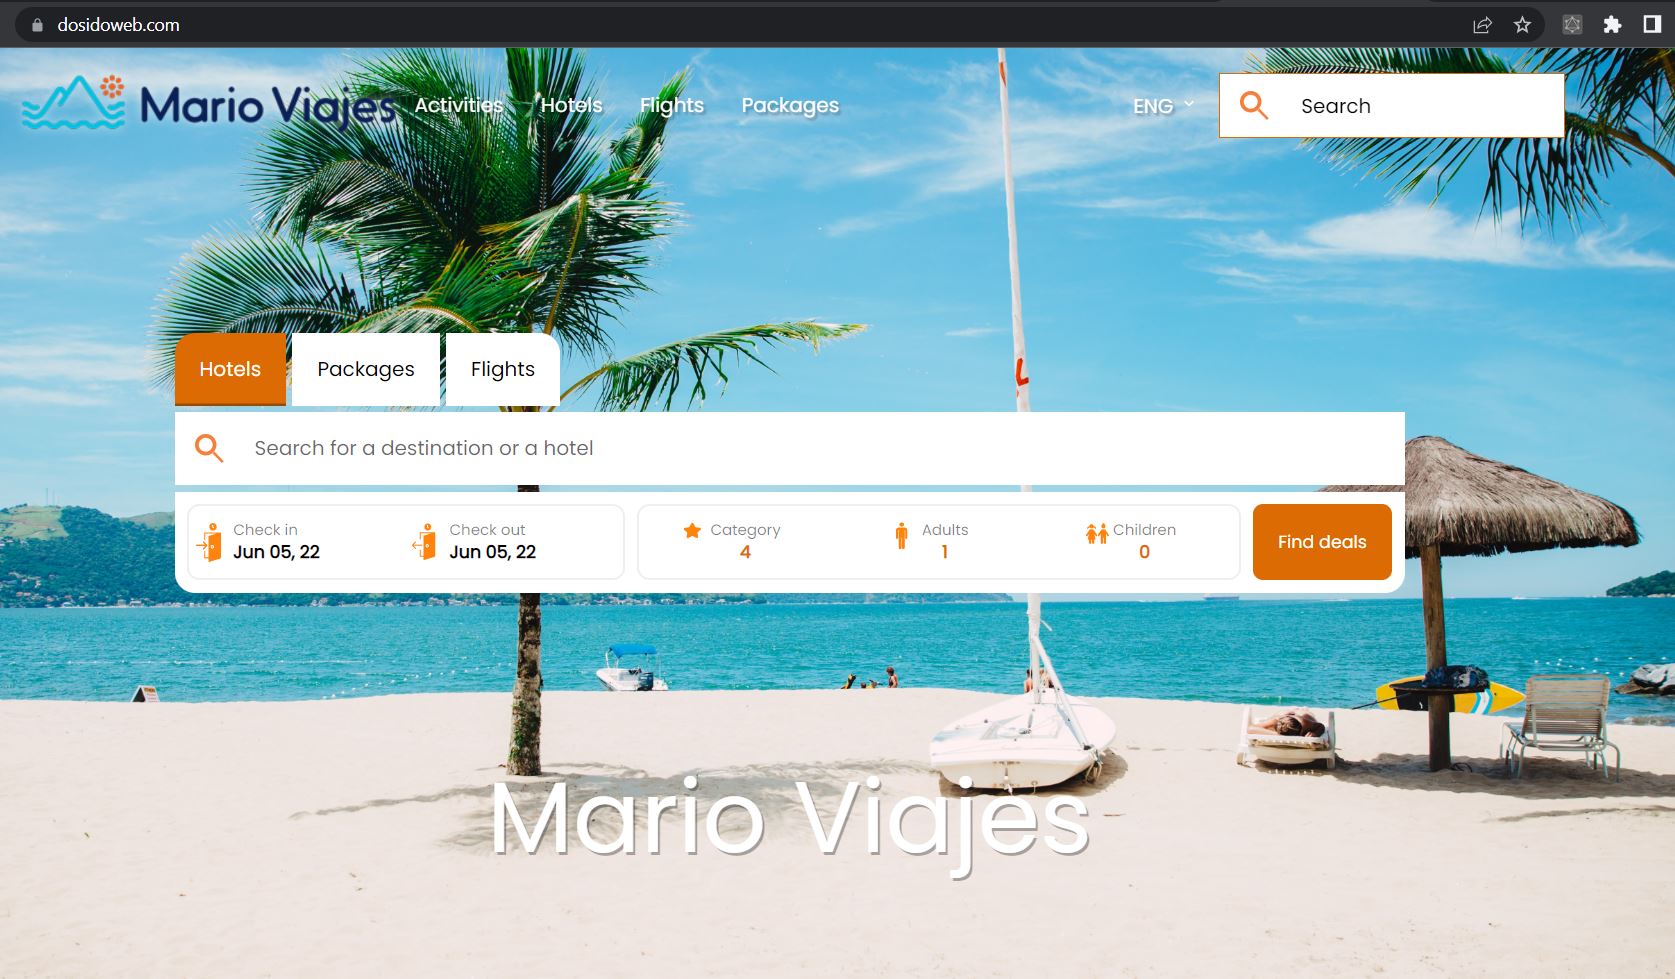 dosidoweb.com
Mario Viajes Activities Hotels Flights Packages ENG Search
Hotels Packages Flights
Search for a destination or a hotel
Check in Check out Category Adults Children
Jun 05, 22 Jun 05, 22 4 1 0 Find deals
Mario Viajes